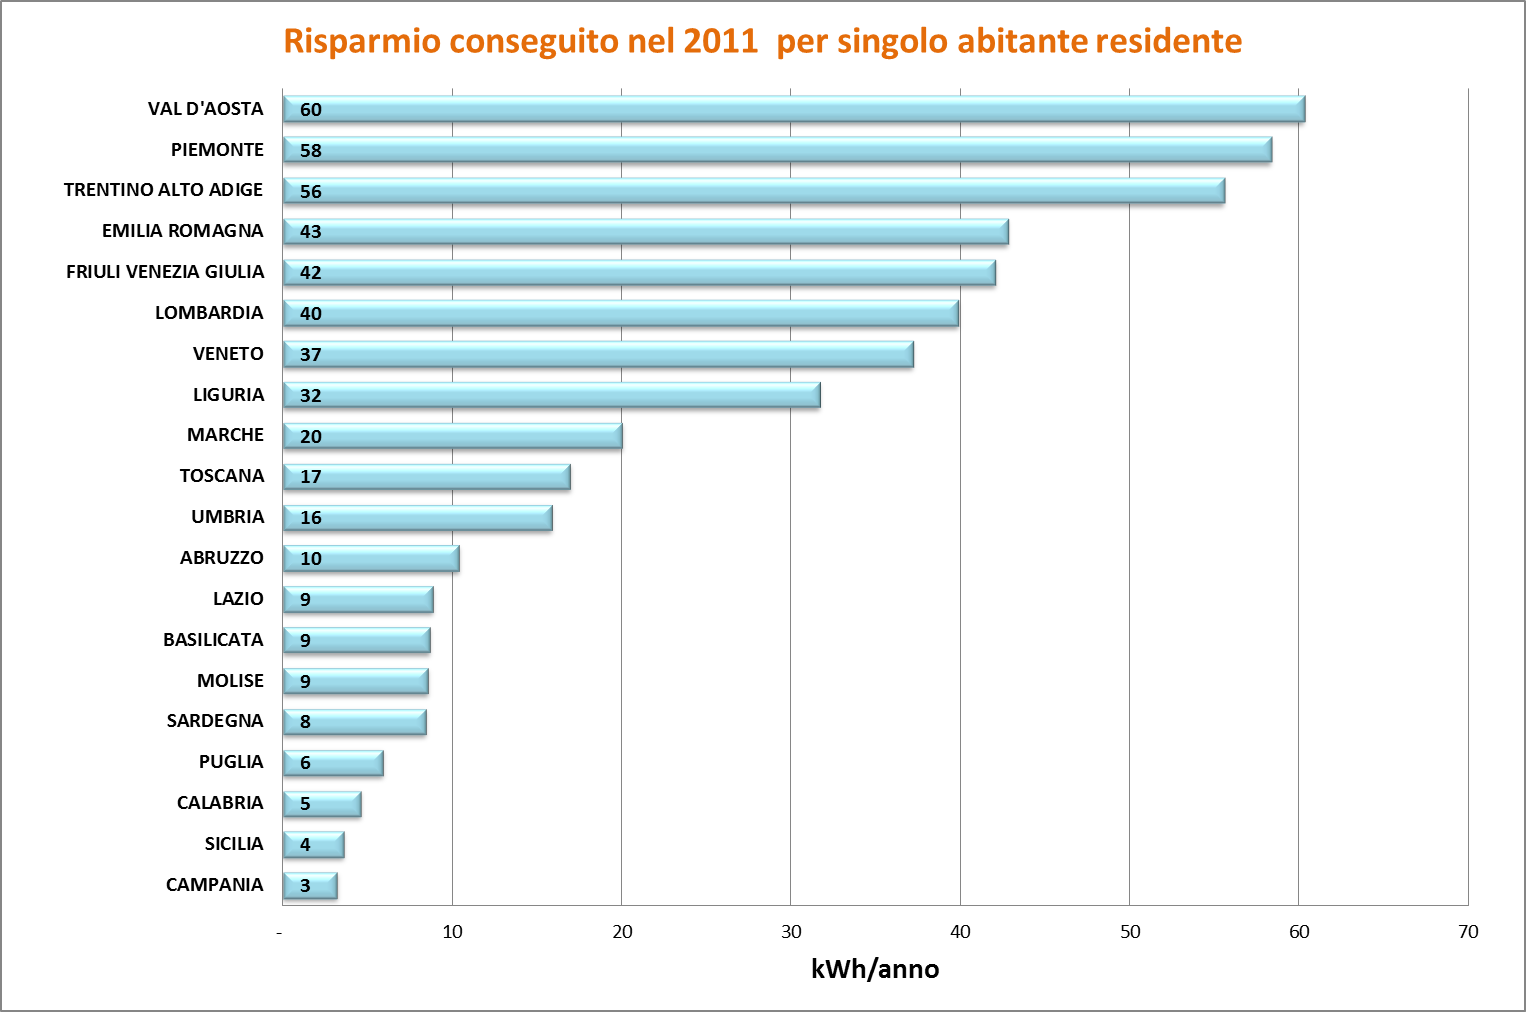 Risparmio conseguito nel 2011  per singolo abitante residente
VAL D'AOSTA 60
PIEMONTE 58
TRENTINO ALTO ADIGE 56
EMILIA ROMAGNA 43
FRIULI VENEZIA GIULIA 42
LOMBARDIA 40
VENETO 37
LIGURIA 32
MARCHE 20
TOSCANA 17
UMBRIA 16
ABRUZZO 10
LAZIO 9
BASILICATA 9
MOLISE 9
SARDEGNA 8
PUGLIA 6
CALABRIA 5
SICILIA 4
CAMPANIA 3
- 10 20 30 40 50 60 70
kWh/anno